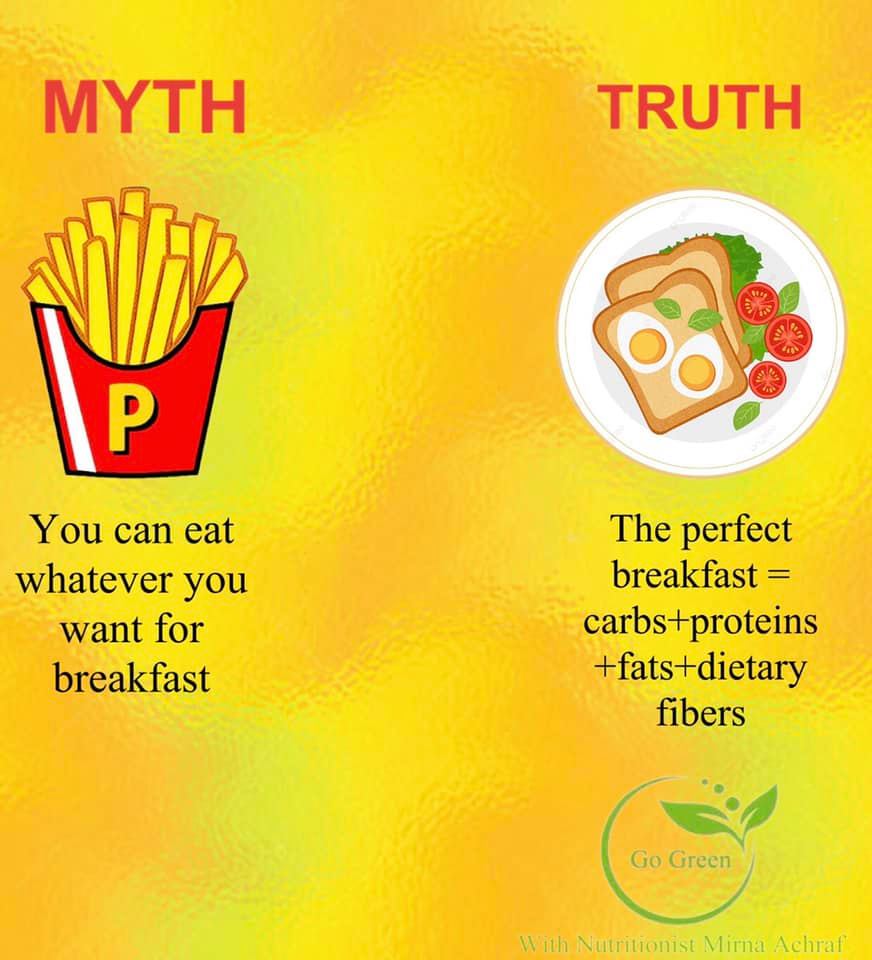 MYTH
TRUTH
P
You can eat
whatever you
want for
breakfast
The perfect
breakfast =
carbs+proteins
+fats+dietary
fibers
Go Green
With Nutritionist Mirna Achraf